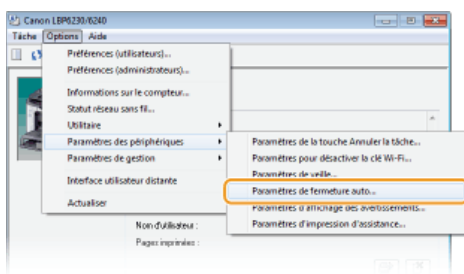 Canon LBP6230/6240
Tâche Options Aide
Préférences (utilisateurs)...
Préférences (administrateurs)...
Informations sur le compteur...
Statut réseau sans fil...
Utilitaire
Paramètres des périphériques
Paramètres de gestion
Interface utilisateur distante
Actualiser
Paramètres de la touche Annuler la tâche...
Paramètres pour désactiver la clé Wi-Fi...
Paramètres de veille...
Paramètres de fermeture auto...
Paramètres d'affichage des avertissements...
Paramètres d'impression d'assistance...
Nom d'utilisateur :
Pages imprimées :